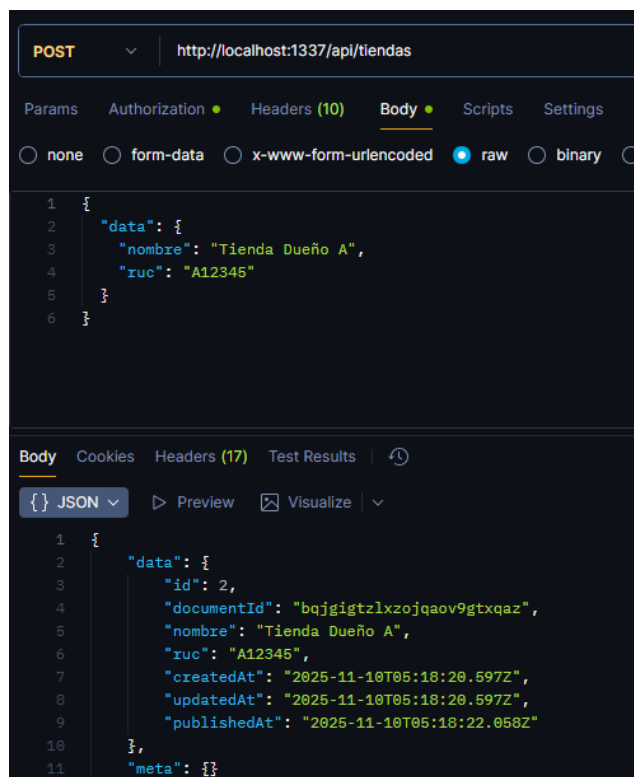 POST http://localhost:1337/api/tiendas
Params Authorization Headers (10) Body Scripts Settings
none form-data x-www-form-urlencoded raw binary
1 {
2 "data": {
3 "nombre": "Tienda Dueño A",
4 "ruc": "A12345"
5 }
6 }
Body Cookies Headers (17) Test Results
{} JSON Preview Visualize
1 {
2 "data": {
3 "id": 2,
4 "documentId": "bqjgigtzlxzojqaov9gtxqaz",
5 "nombre": "Tienda Dueño A",
6 "ruc": "A12345",
7 "createdAt": "2025-11-10T05:18:20.597Z",
8 "updatedAt": "2025-11-10T05:18:20.597Z",
9 "publishedAt": "2025-11-10T05:18:22.058Z"
10 },
11 "meta": {}